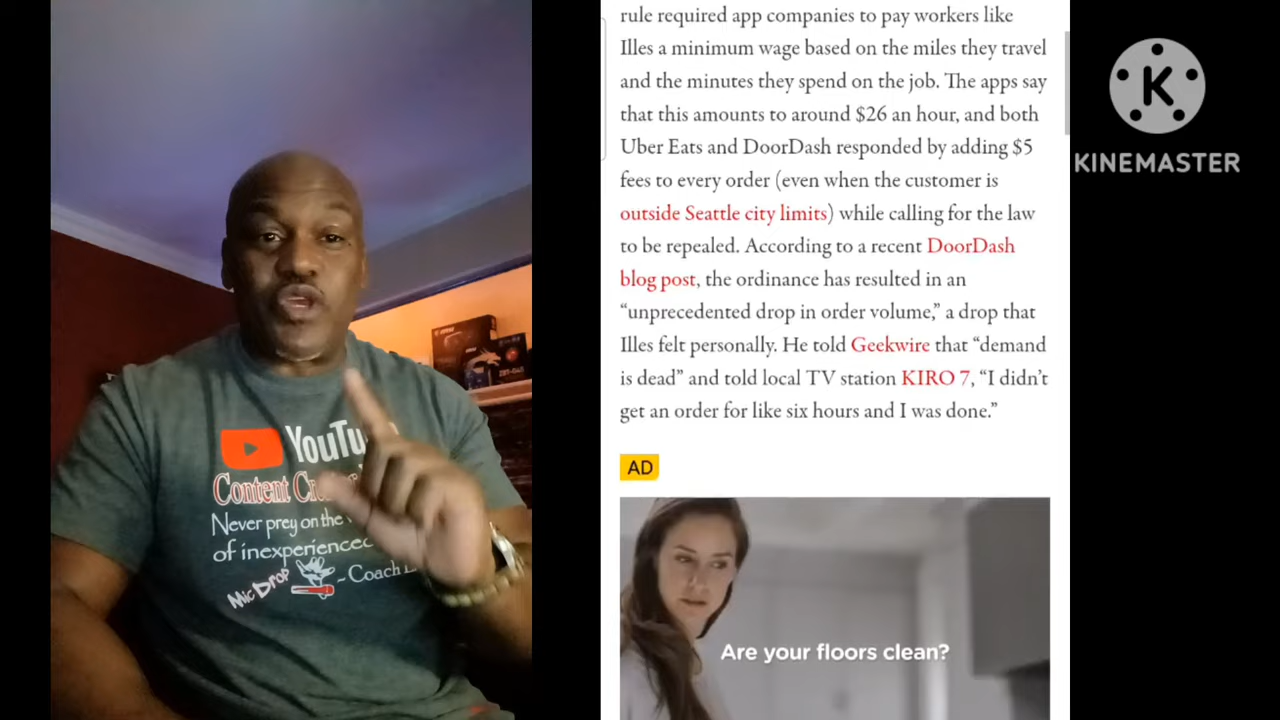 YouTu
Content
Never prey on the
of inexperienced
Mic Drop
~ Coach
rule required app companies to pay workers like
Illes a minimum wage based on the miles they travel
and the minutes they spend on the job. The apps say
that this amounts to around $26 an hour, and both
Uber Eats and DoorDash responded by adding $5
fees to every order (even when the customer is
outside Seattle city limits) while calling for the law
to be repealed. According to a recent DoorDash
blog post, the ordinance has resulted in an
“unprecedented drop in order volume,” a drop that
Illes felt personally. He told Geekwire that “demand
is dead” and told local TV station KIRO 7, “I didn’t
get an order for like six hours and I was done.”
AD
Are your floors clean?
K
KINEMASTER